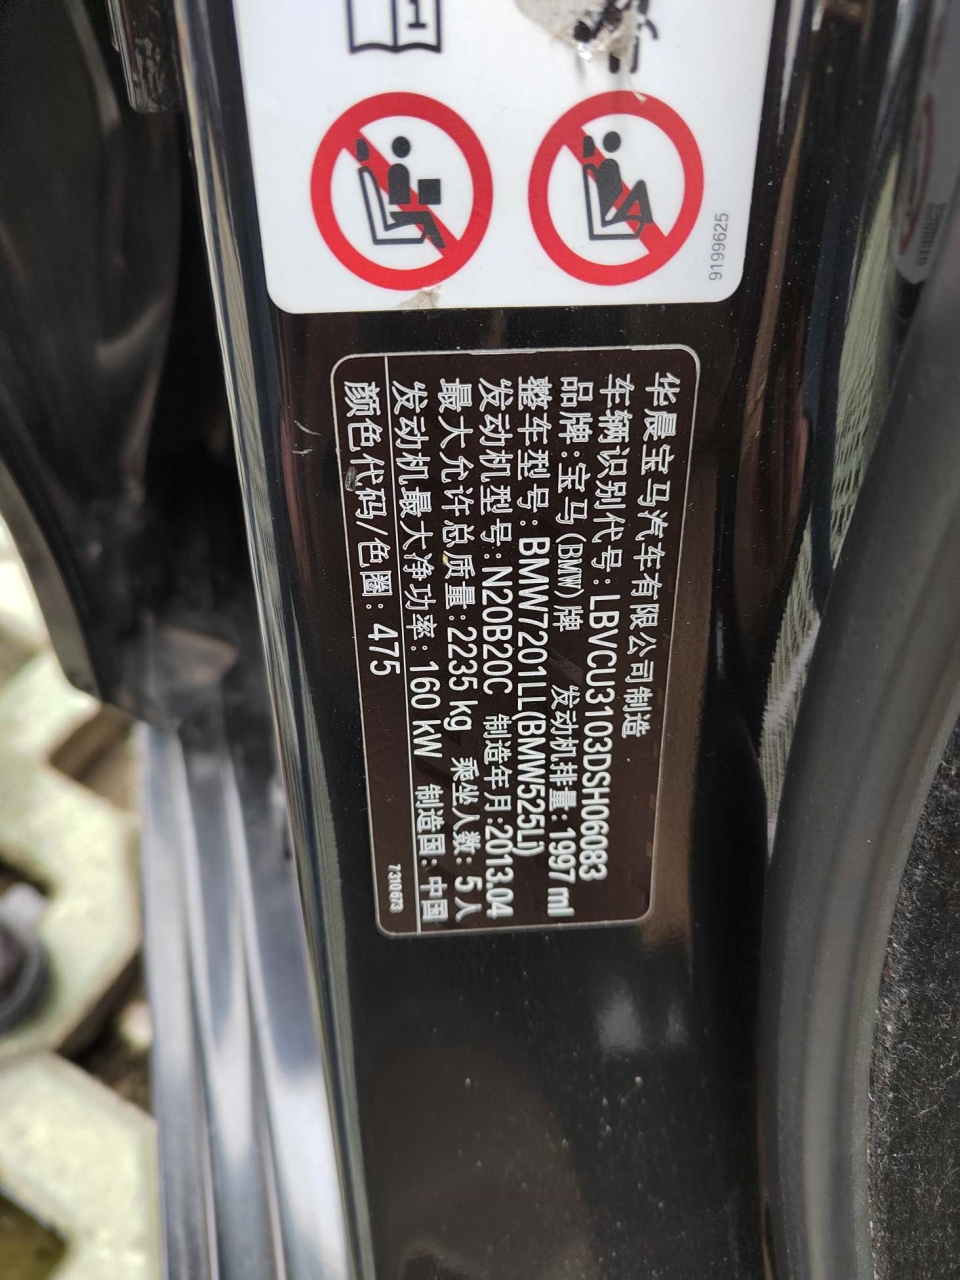 9199625
华晨宝马汽车有限公司制造
车辆识别代号:LBVCU3103DSH06083
品牌:宝马(BMW)牌 发动机排量:1997 ml
整车型号:BMW7201LL(BMW525Li)
发动机型号:N20B20C 制造年月:2013.04
最大允许总质量:2235 kg 乘坐人数:5人
发动机最大净功率:160 kW 制造国:中国
颜色代码/色圈:475
7310673